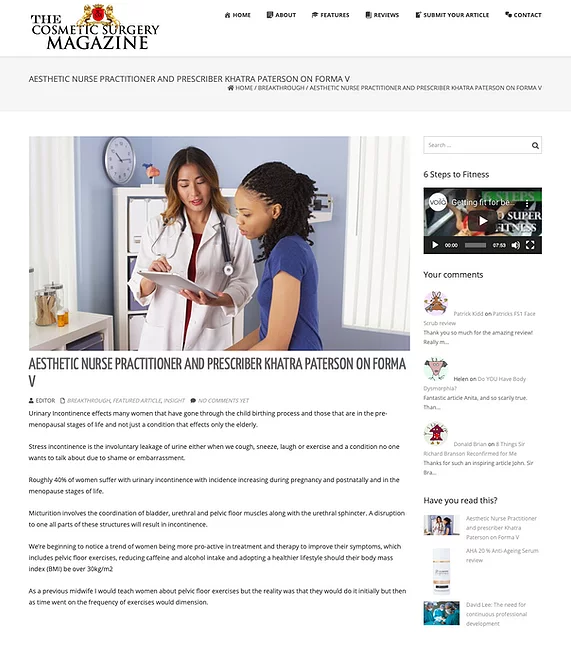 THE
COSMETIC SURGERY
MAGAZINE
HOME
ABOUT
FEATURES
REVIEWS
SUBMIT YOUR ARTICLE
CONTACT
AESTHETIC NURSE PRACTITIONER AND PRESCRIBER KHATRA PATERSON ON FORMA V
HOME / BREAKTHROUGH / AESTHETIC NURSE PRACTITIONER AND PRESCRIBER KHATRA PATERSON ON FORMA V
AESTHETIC NURSE PRACTITIONER AND PRESCRIBER KHATRA PATERSON ON FORMA
V
EDITOR BREAKTHROUGH, FEATURED ARTICLE, INSIGHT NO COMMENTS YET
Urinary Incontinence effects many women that have gone through the child birthing process and those that are in the pre-
menopausal stages of life and not just a condition that effects only the elderly.
Stress incontinence is the involuntary leakage of urine either when we cough, sneeze, laugh or exercise and a condition no one
wants to talk about due to shame or embarrassment.
Roughly 40% of women suffer with urinary incontinence with incidence increasing during pregnancy and postnatally and in the
menopause stages of life.
Micturition involves the coordination of bladder, urethral and pelvic floor muscles along with the urethral sphincter. A disruption
to one all parts of these structures will result in incontinence.
We're beginning to notice a trend of women being more pro-active in treatment and therapy to improve their symptoms, which
includes pelvic floor exercises, reducing caffeine and alcohol intake and adopting a healthier lifestyle should their body mass
index (BMI) be over 30kg/m2
As a previous midwife I would teach women about pelvic floor exercises but the reality was that they would do it initially but then
as time went on the frequency of exercises would dimension.
Search ...
6 Steps to Fitness
volo
Getting fit for be...
STEPS
O SUPER
FITNESS
00:00
07:53
Your comments
Patrick Kidd on Patricks FS1 Face
Scrub review
Thank you so much for the amazing review!
Really m...
Helen on Do YOU Have Body
Dysmorphia?
Fantastic article Anita, and so scarily true.
Than...
Donal Brian on 8 Things Sir
Richard Branson Reconfirmed for Me
Thanks for such an inspiring article John. Sir
Bra...
Have you read this?
Aesthetic Nurse Practitioner
and prescriber Khatra
Paterson on Forma V
AHA 20 % Anti-Ageing Serum
review
David Lee: The need for
continuous professional
development